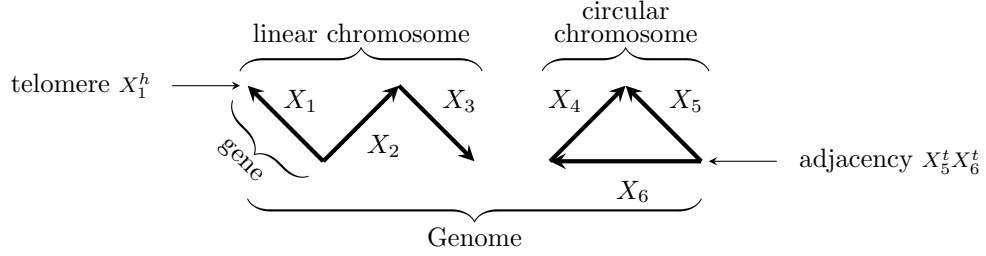 circular
linear chromosome chromosome
telomere X_1^h
X_1 X_3 X_4 X_5
X_2
gene
adjacency X_5^t X_6^t
X_6
Genome